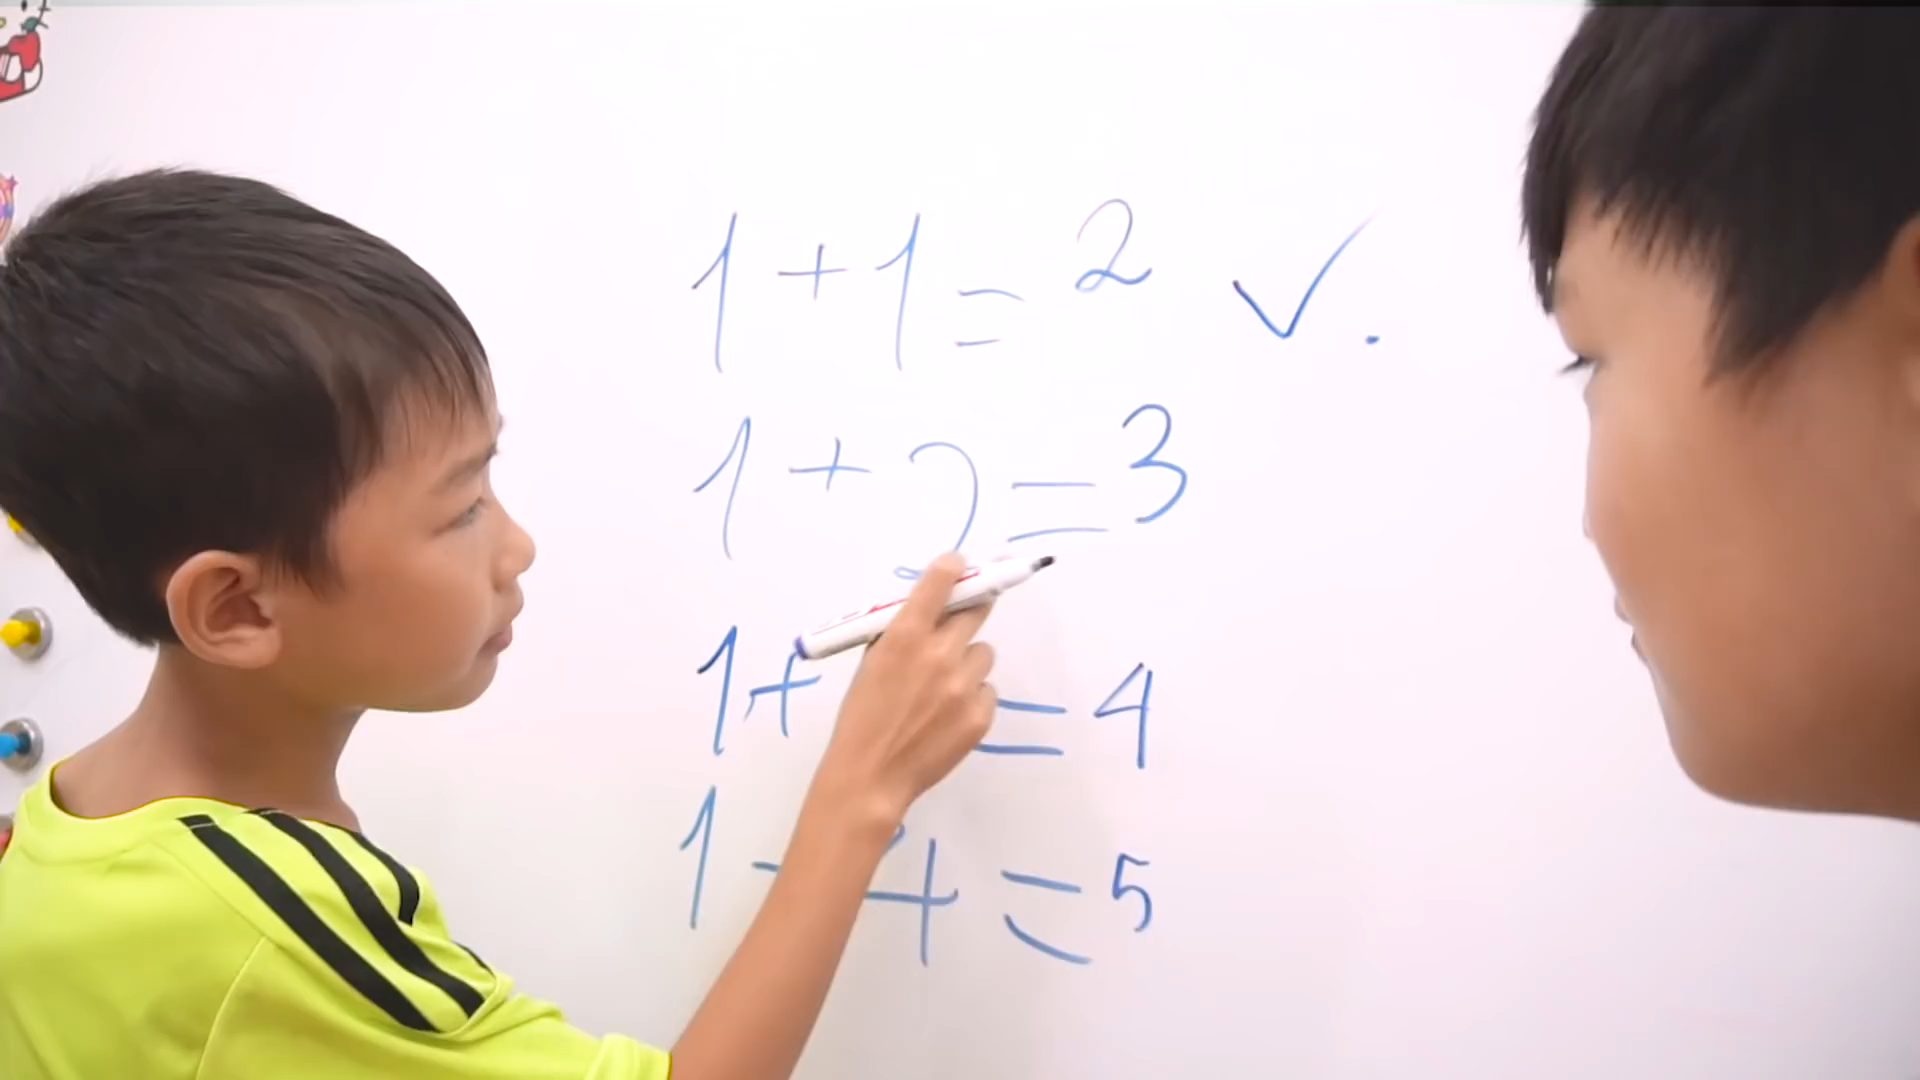 1 + 1 = 2 ✓.
1 + 2 = 3
1 + = 4
1 + 4 = 5